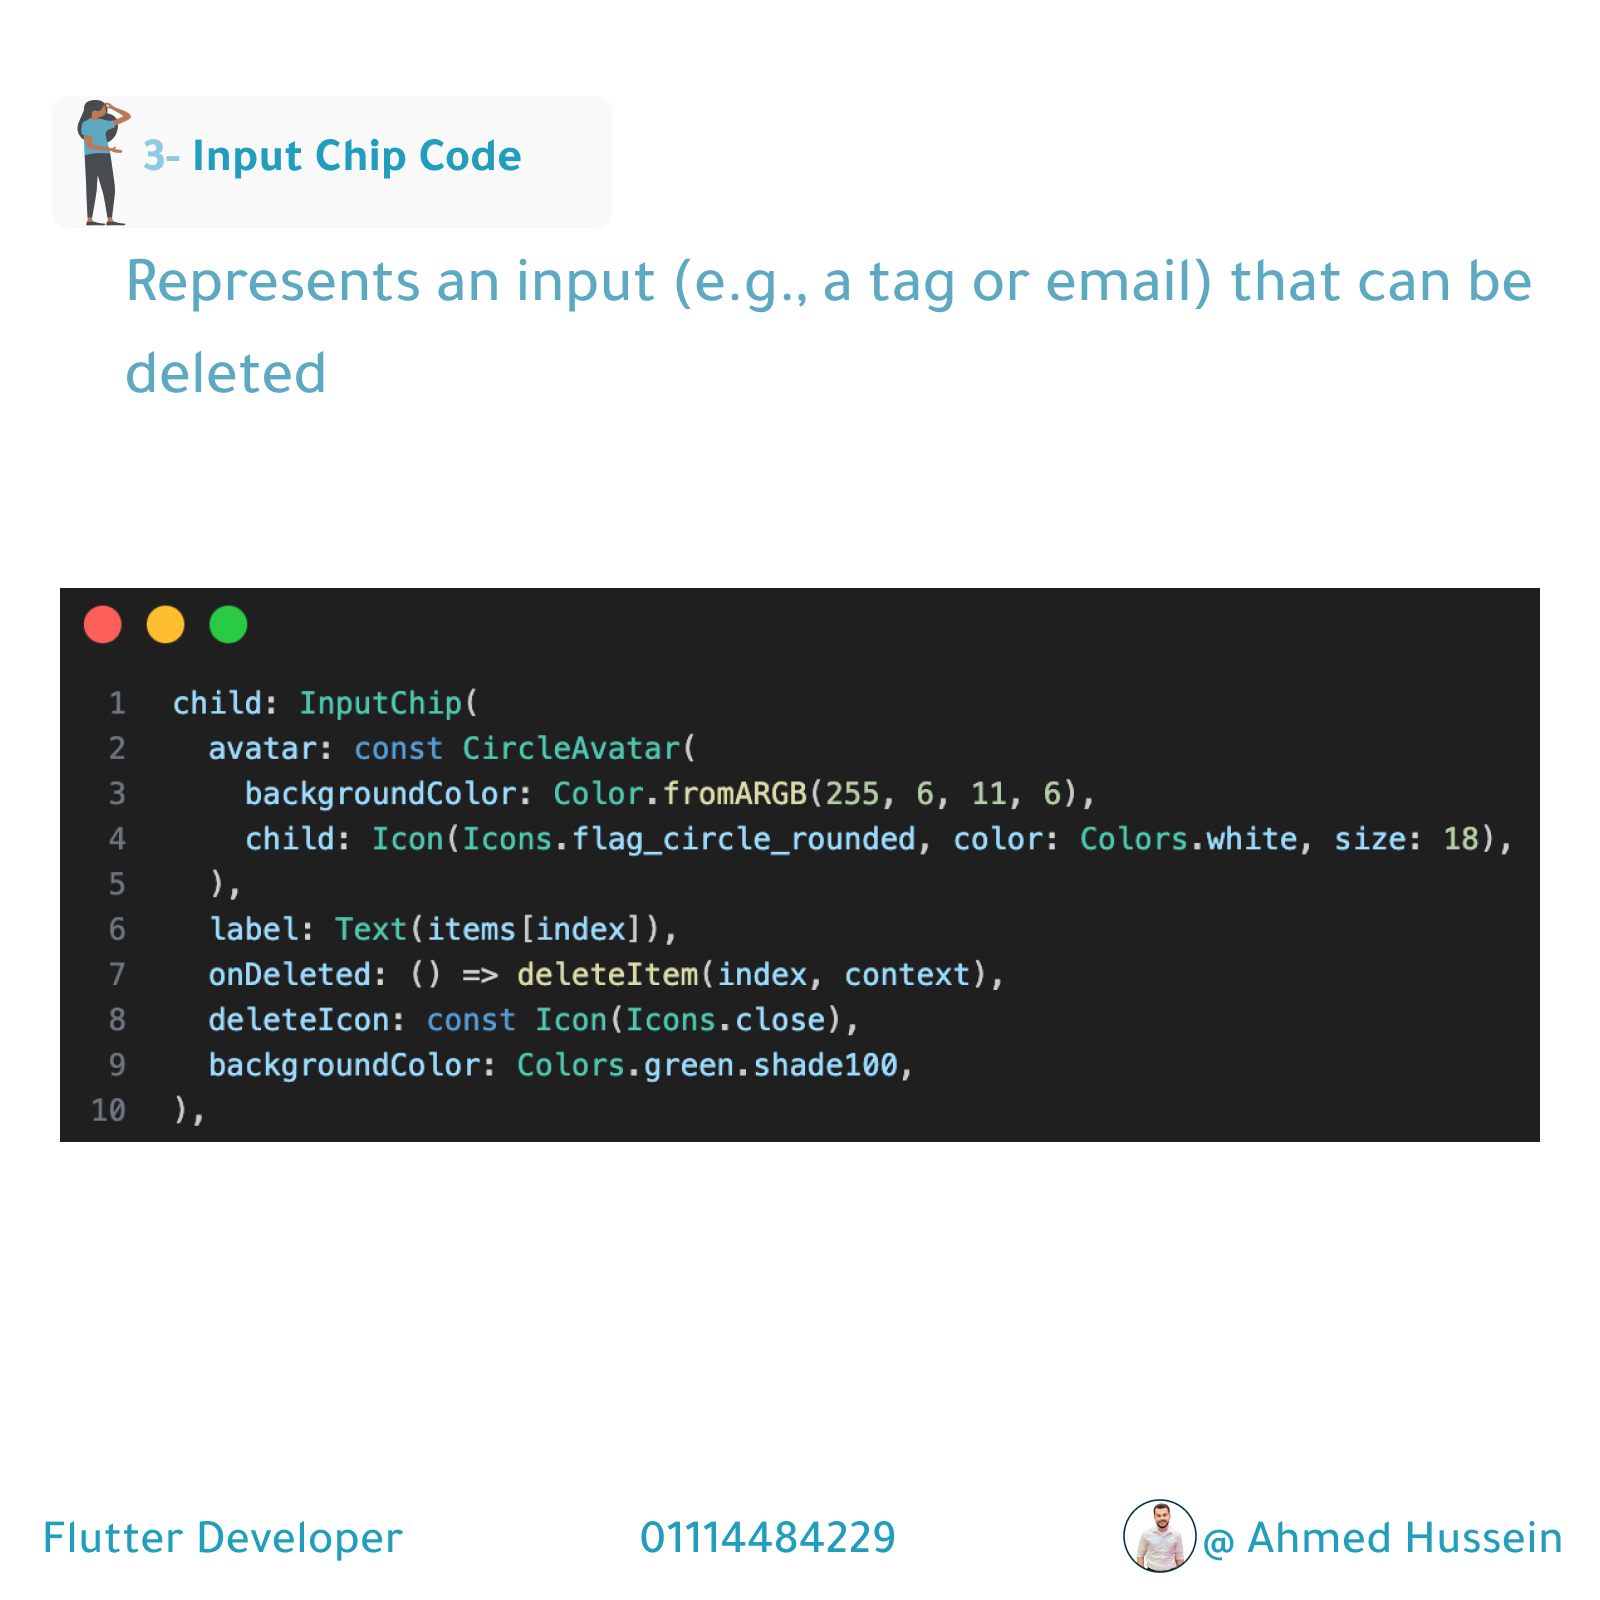 3- Input Chip Code
Represents an input (e.g., a tag or email) that can be
deleted
1 child: InputChip(
2 avatar: const CircleAvatar(
3 backgroundColor: Color.fromARGB(255, 6, 11, 6),
4 child: Icon(Icons.flag_circle_rounded, color: Colors.white, size: 18),
5 ),
6 label: Text(items[index]),
7 onDeleted: () => deleteItem(index, context),
8 deleteIcon: const Icon(Icons.close),
9 backgroundColor: Colors.green.shade100,
10 ),
Flutter Developer 01114484229 @ Ahmed Hussein